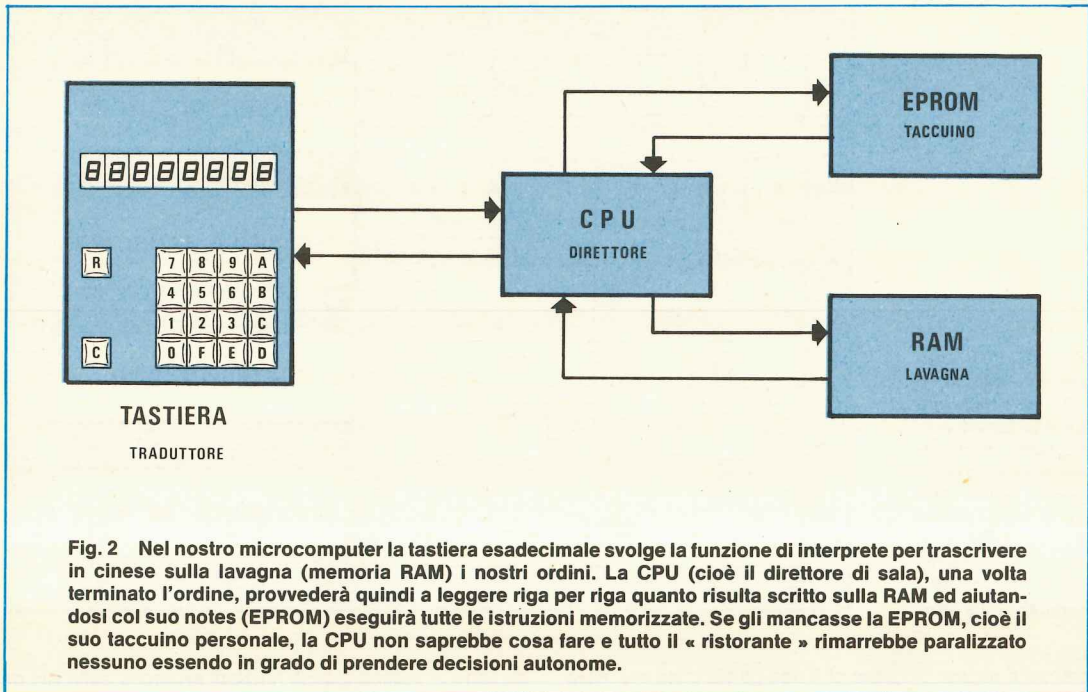 EPROM
TACCUINO
88888888
CPU
DIRETTORE
R
7 8 9 A
4 5 6 B
1 2 3 C
C
0 F E D
RAM
LAVAGNA
TASTIERA
TRADUTTORE
Fig. 2 Nel nostro microcomputer la tastiera esadecimale svolge la funzione di interprete per trascrivere
in cinese sulla lavagna (memoria RAM) i nostri ordini. La CPU (cioè il direttore di sala), una volta
terminato l'ordine, provvederà quindi a leggere riga per riga quanto risulta scritto sulla RAM ed aiutan-
dosi col suo notes (EPROM) eseguirà tutte le istruzioni memorizzate. Se gli mancasse la EPROM, cioè il
suo taccuino personale, la CPU non saprebbe cosa fare e tutto il « ristorante » rimarrebbe paralizzato
nessuno essendo in grado di prendere decisioni autonome.